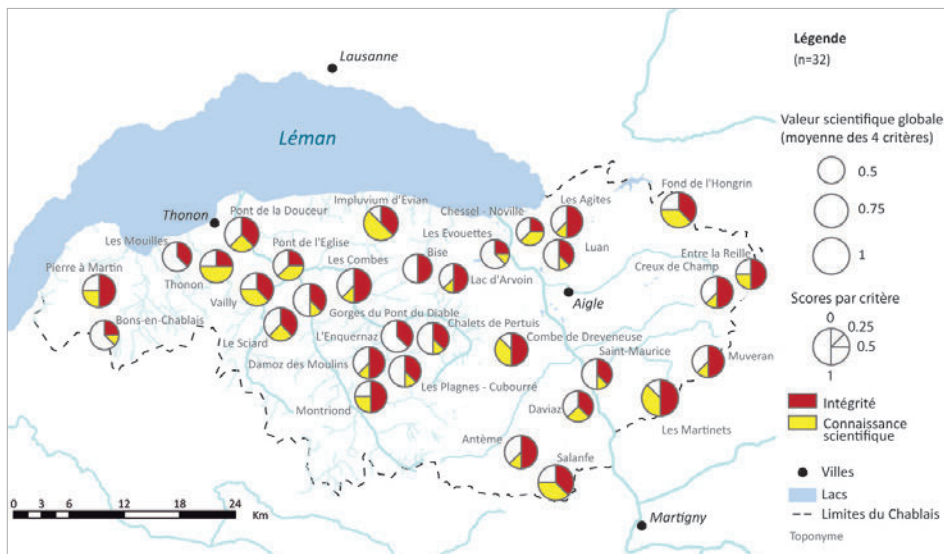 Lausanne
Léman
Thonon
Les Mouilles
Pierre à Martin
Thonon
Bons-en-Chablais
Pont de la Douceur
Vailly
Le Sciard
Pont de l'Eglise
Impluvium d'Evian
Les Combes
Gorges du Pont du Diable
Bise
Lac d'Arvoin
L'Enquernaz
Chalets de Pertuis
Damoz des Moulins
Les Plagnes - Cubourré
Montriond
Chessel - Noville
Les Evouettes
Les Agites
Luan
Aigle
Fond de l'Hongrin
Entre la Reille
Creux de Champ
Combe de Dreveneuse
Saint-Maurice
Muveran
Daviaz
Les Martinets
Antème
Salanfe
Martigny
0 3 6 12 18 24
Km
Légende
(n=32)
Valeur scientifique globale
(moyenne des 4 critères)
0.5
0.75
1
Scores par critère
0
0.25
0.5
1
Intégrité
Connaissance
scientifique
Villes
Lacs
Limites du Chablais
Toponyme